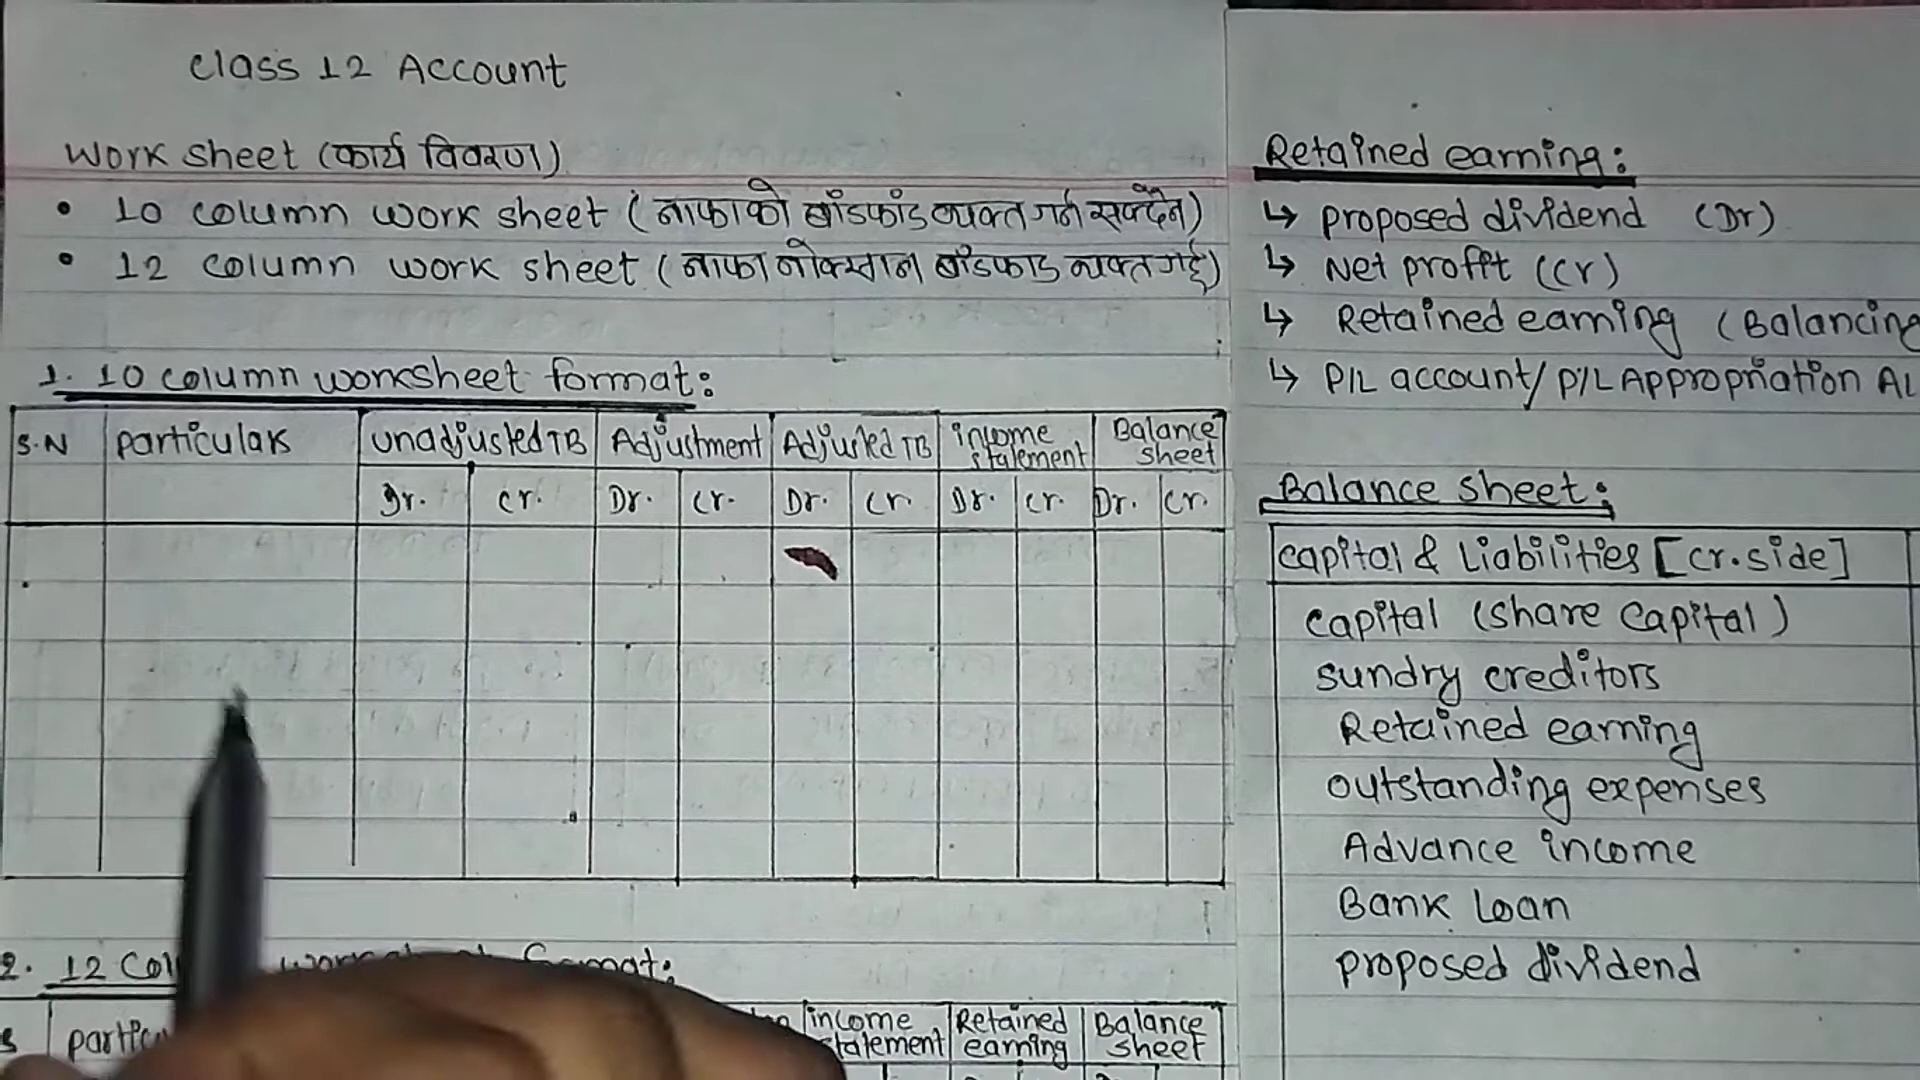 Class 12 Account
Work sheet (कार्य विवरण)
• 10 column work sheet (नाफाको बाँडफाँड व्यक्त गर्न सक्दैन)
• 12 column work sheet (नाफा नोक्सान बाँडफाड व्यक्त गर्ई)
1. 10 column worksheet format:
S.N particulars unadjusted TB Adjustment Adjusted TB income statement Balance sheet
Dr. cr. Dr. cr. Dr. cr. Dr. cr. Dr. cr.
2. 12 format:
income statement Retained earning Balance sheet
Retained earning:
↳ proposed dividend (Dr)
↳ Net profit (cr)
↳ Retained earning (Balancing
↳ P/L account/ P/L Appropriation
Balance sheet:
capital & Liabilities [cr. side]
capital (share capital)
sundry creditors
Retained earning
outstanding expenses
Advance income
Bank Loan
proposed dividend